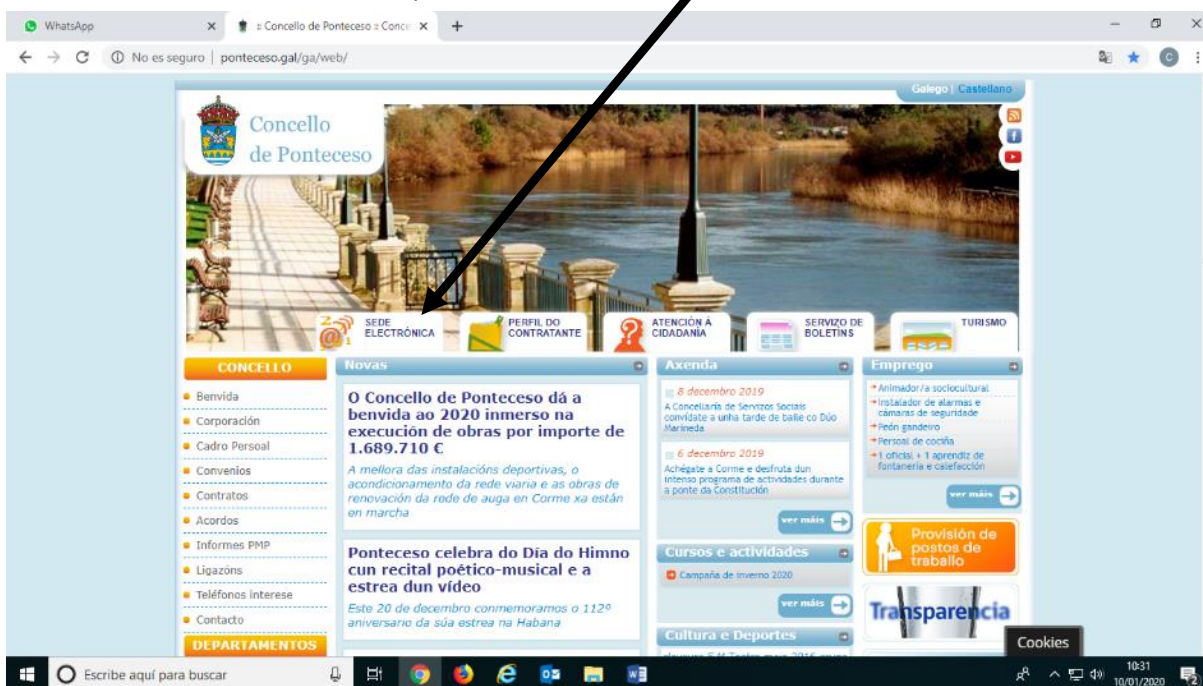 WhatsApp
:: Concello de Ponteceso :: Conce
No es seguro | ponteceso.gal/ga/web/
C
Galego | Castellano
Concello
de Ponteceso
SEDE
ELECTRÓNICA
PERFIL DO
CONTRATANTE
ATENCIÓN Á
CIDADANÍA
SERVIZO DE
BOLETÍNS
TURISMO
CONCELLO
Benvida
Corporación
Cadro Persoal
Convenios
Contratos
Acordos
Informes PMP
Ligazóns
Teléfonos interese
Contacto
DEPARTAMENTOS
Novas
O Concello de Ponteceso dá a
benvida ao 2020 inmerso na
execución de obras por importe de
1.689.710 €
A mellora das instalacións deportivas, o
acondicionamento da rede viaria e as obras de
renovación da rede de auga en Corme xa están
en marcha
Ponteceso celebra do Día do Himno
cun recital poético-musical e a
estrea dun vídeo
Este 20 de decembro conmemoramos o 112º
aniversario da súa estrea na Habana
Axenda
8 decembro 2019
A Concellaría de Servizos Sociais
convídate a unha tarde de baile co Dúo
Marineda
6 decembro 2019
Achégate a Corme e desfruta dun
intenso programa de actividades durante
a ponte da Constitución
ver máis
Cursos e actividades
Campaña de inverno 2020
ver máis
Cultura e Deportes
Emprego
Animador/a sociocultural
Instalador de alarmas e
cámaras de seguridade
Peón gandeiro
Persoal de cociña
1 oficial + 1 aprendiz de
fontanería e calefacción
ver máis
Provisión de
postos de
traballo
Transparencia
Cookies
Escribe aquí para buscar
10:31
10/01/2020